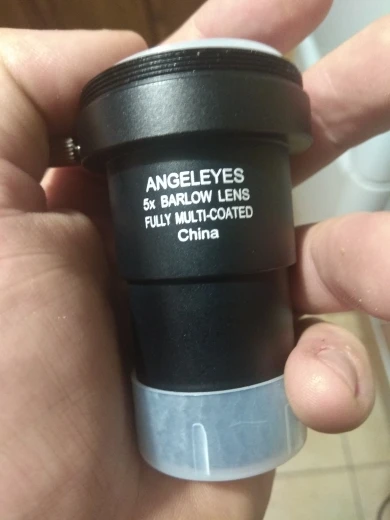 ANGELEYES
5x BARLOW LENS
FULLY MULTI-COATED
China